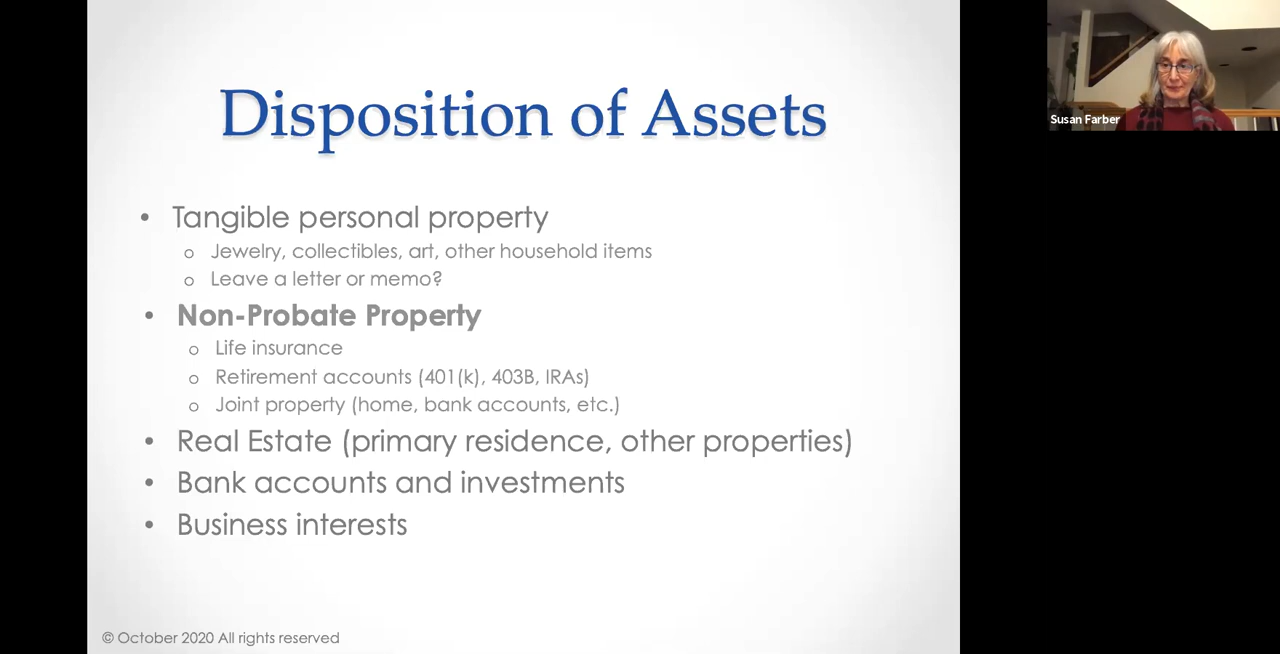 Disposition of Assets
• Tangible personal property
o Jewelry, collectibles, art, other household items
o Leave a letter or memo?
• Non-Probate Property
o Life insurance
o Retirement accounts (401(k), 403B, IRAs)
o Joint property (home, bank accounts, etc.)
• Real Estate (primary residence, other properties)
• Bank accounts and investments
• Business interests
© October 2020 All rights reserved
Susan Farber